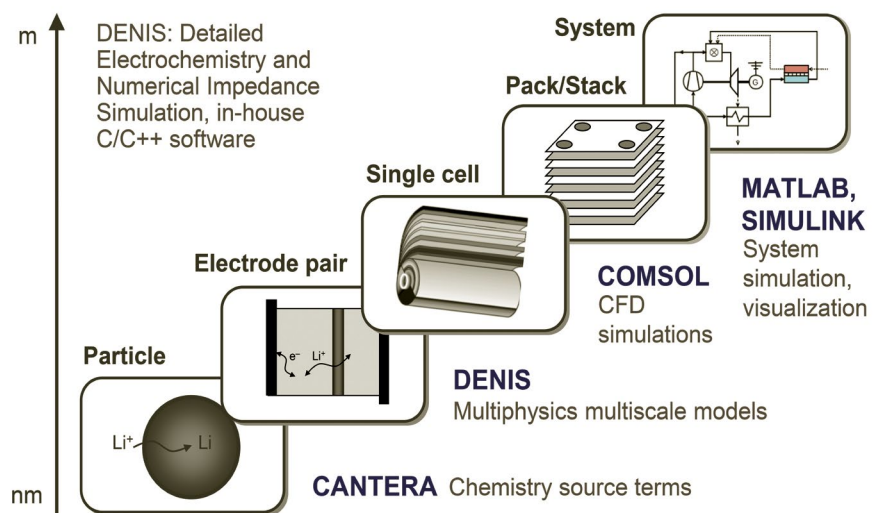 m
DENIS: Detailed
Electrochemistry and
Numerical Impedance
Simulation, in-house
C/C++ software
System
G
Pack/Stack
Single cell
MATLAB,
SIMULINK
System
simulation,
visualization
Electrode pair
COMSOL
CFD
simulations
e⁻ Li⁺
Particle
DENIS
Multiphysics multiscale models
Li⁺ Li
CANTERA Chemistry source terms
nm